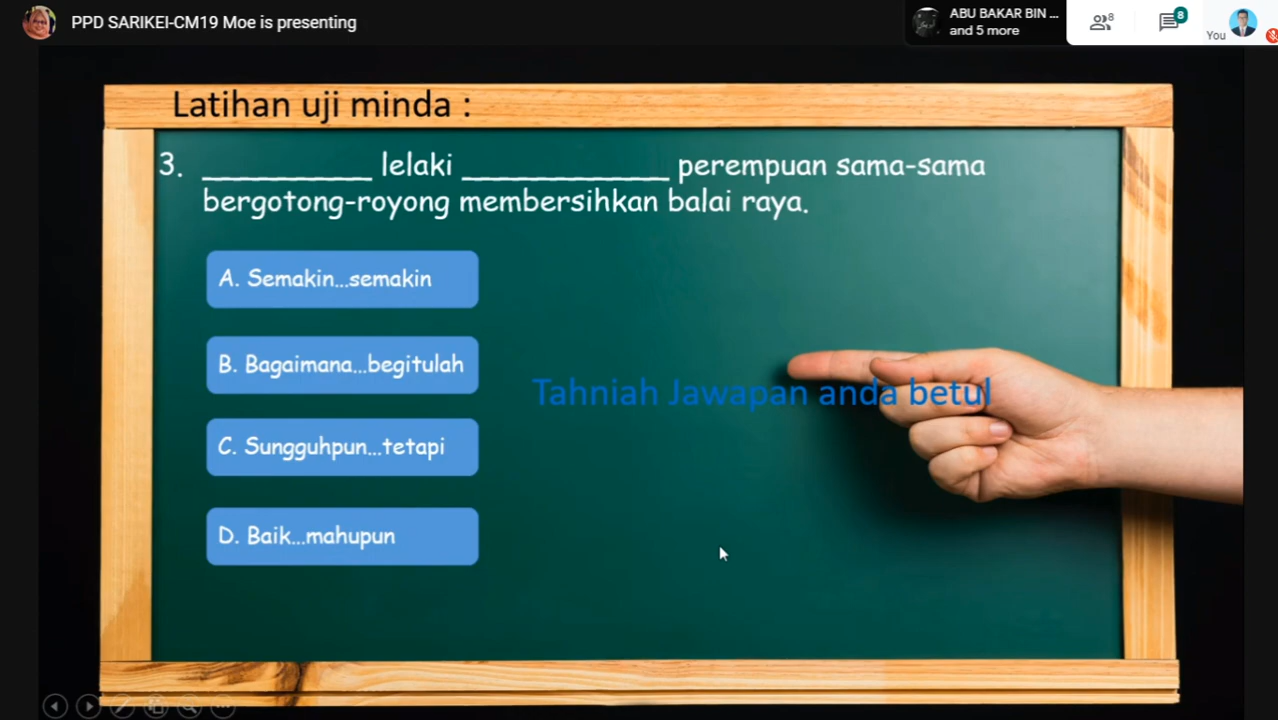 PPD SARIKEI-CM19 Moe is presenting
ABU BAKAR BIN ...
and 5 more
8
8
You
Latihan uji minda :
3. __________ lelaki ____________ perempuan sama-sama
bergotong-royong membersihkan balai raya.
A. Semakin...semakin
B. Bagaimana...begitulah
Tahniah Jawapan anda betul
C. Sungguhpun...tetapi
D. Baik...mahupun